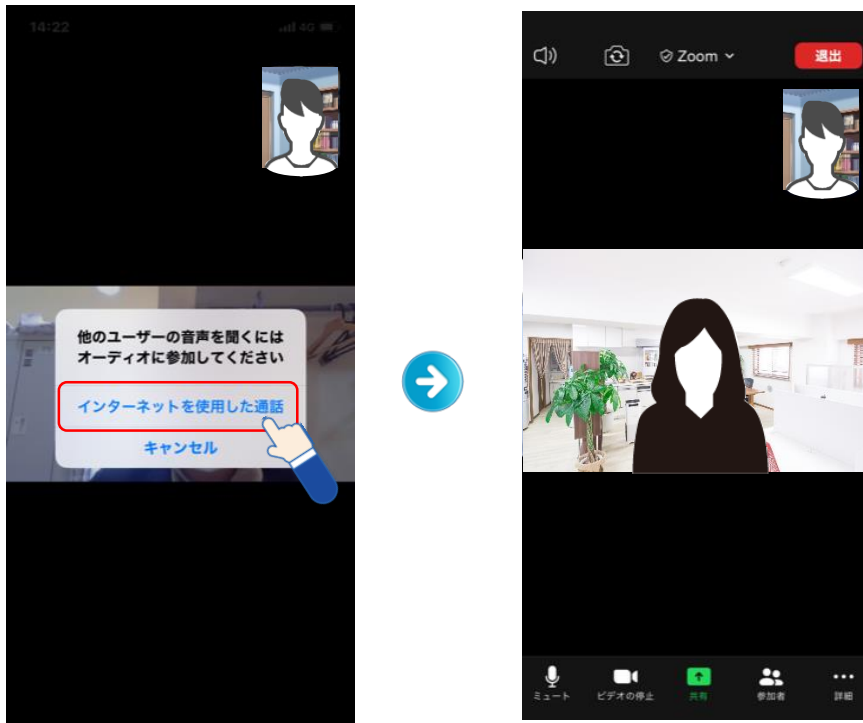 14:22
4G
他のユーザーの音声を聞くには
オーディオに参加してください
インターネットを使用した通話
キャンセル
Zoom
退出
ミュート
ビデオの停止
共有
参加者
詳細